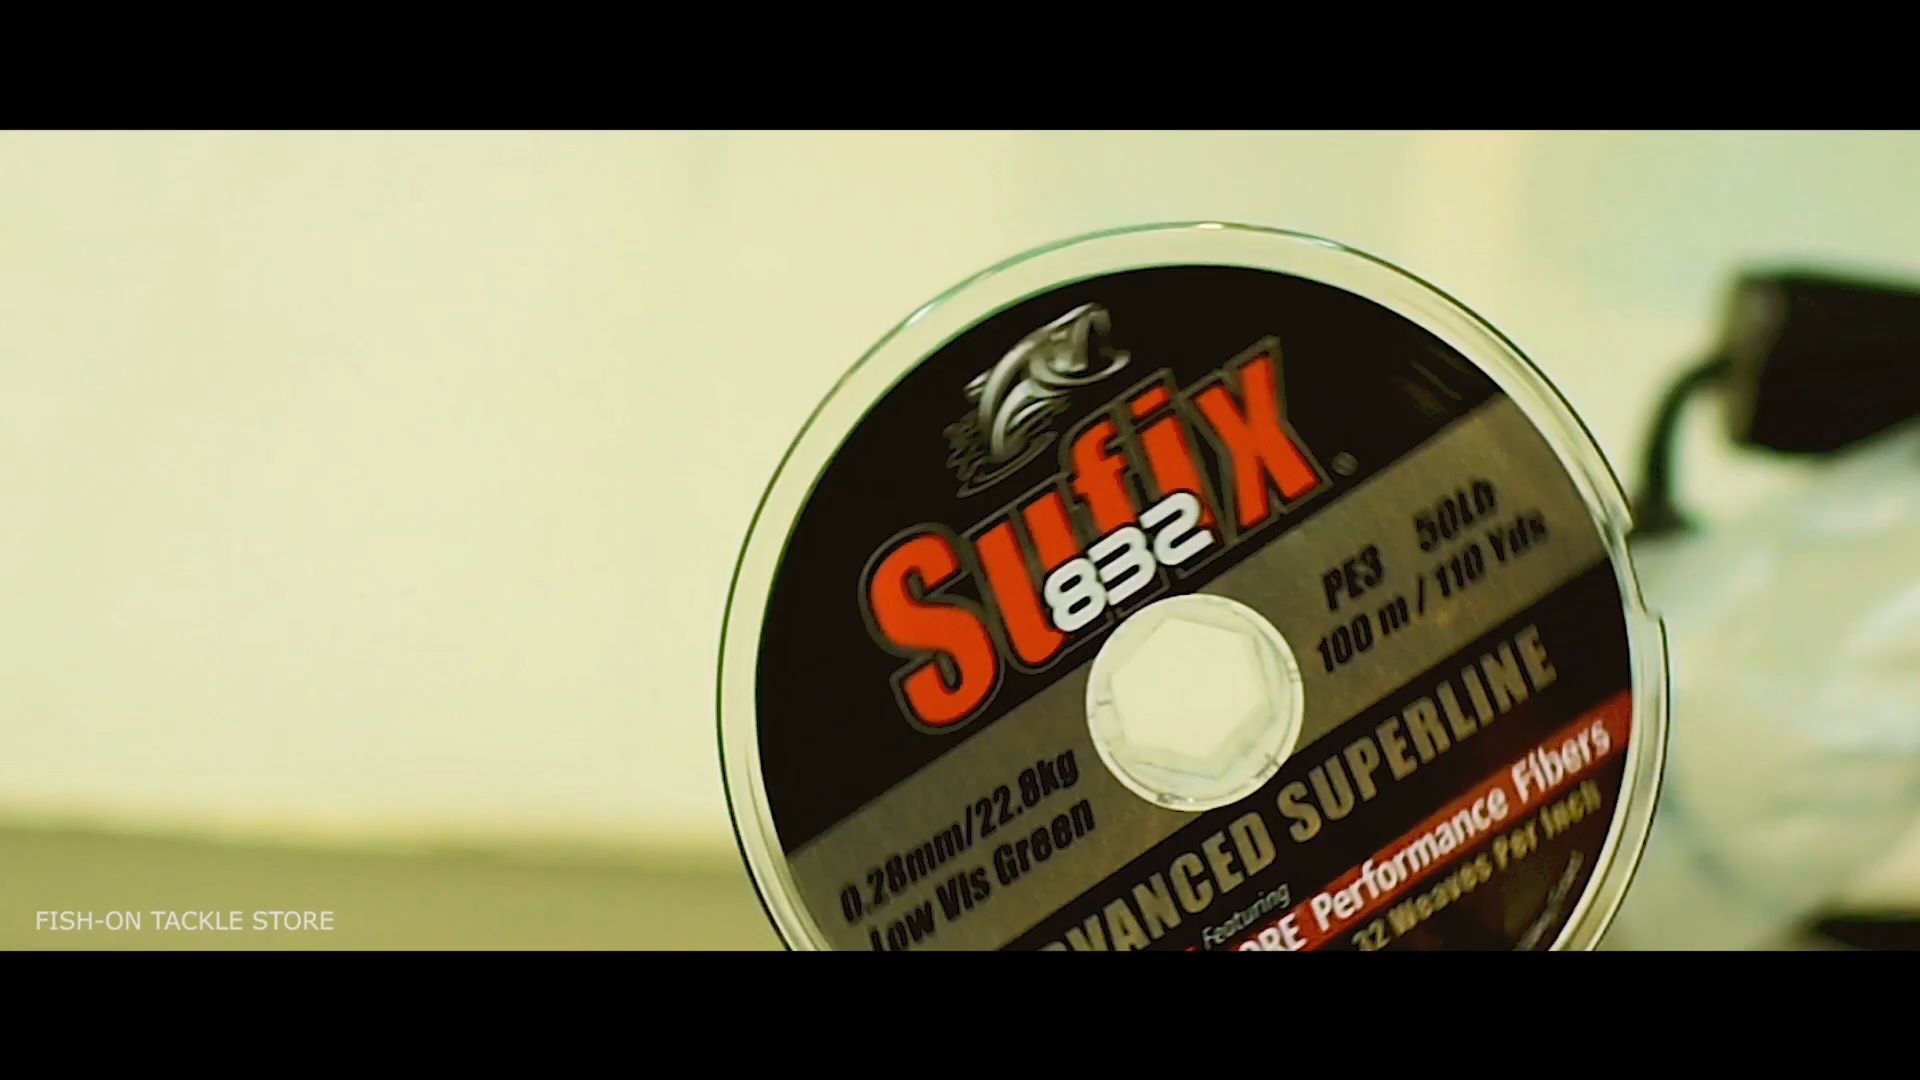 Sufix
832
PE3 50Lb
100 m / 110 Yds
0.28mm/22.8kg
Low Vis Green
ADVANCED SUPERLINE
Featuring
Performance Fibers
32 Weaves Per Inch
FISH-ON TACKLE STORE